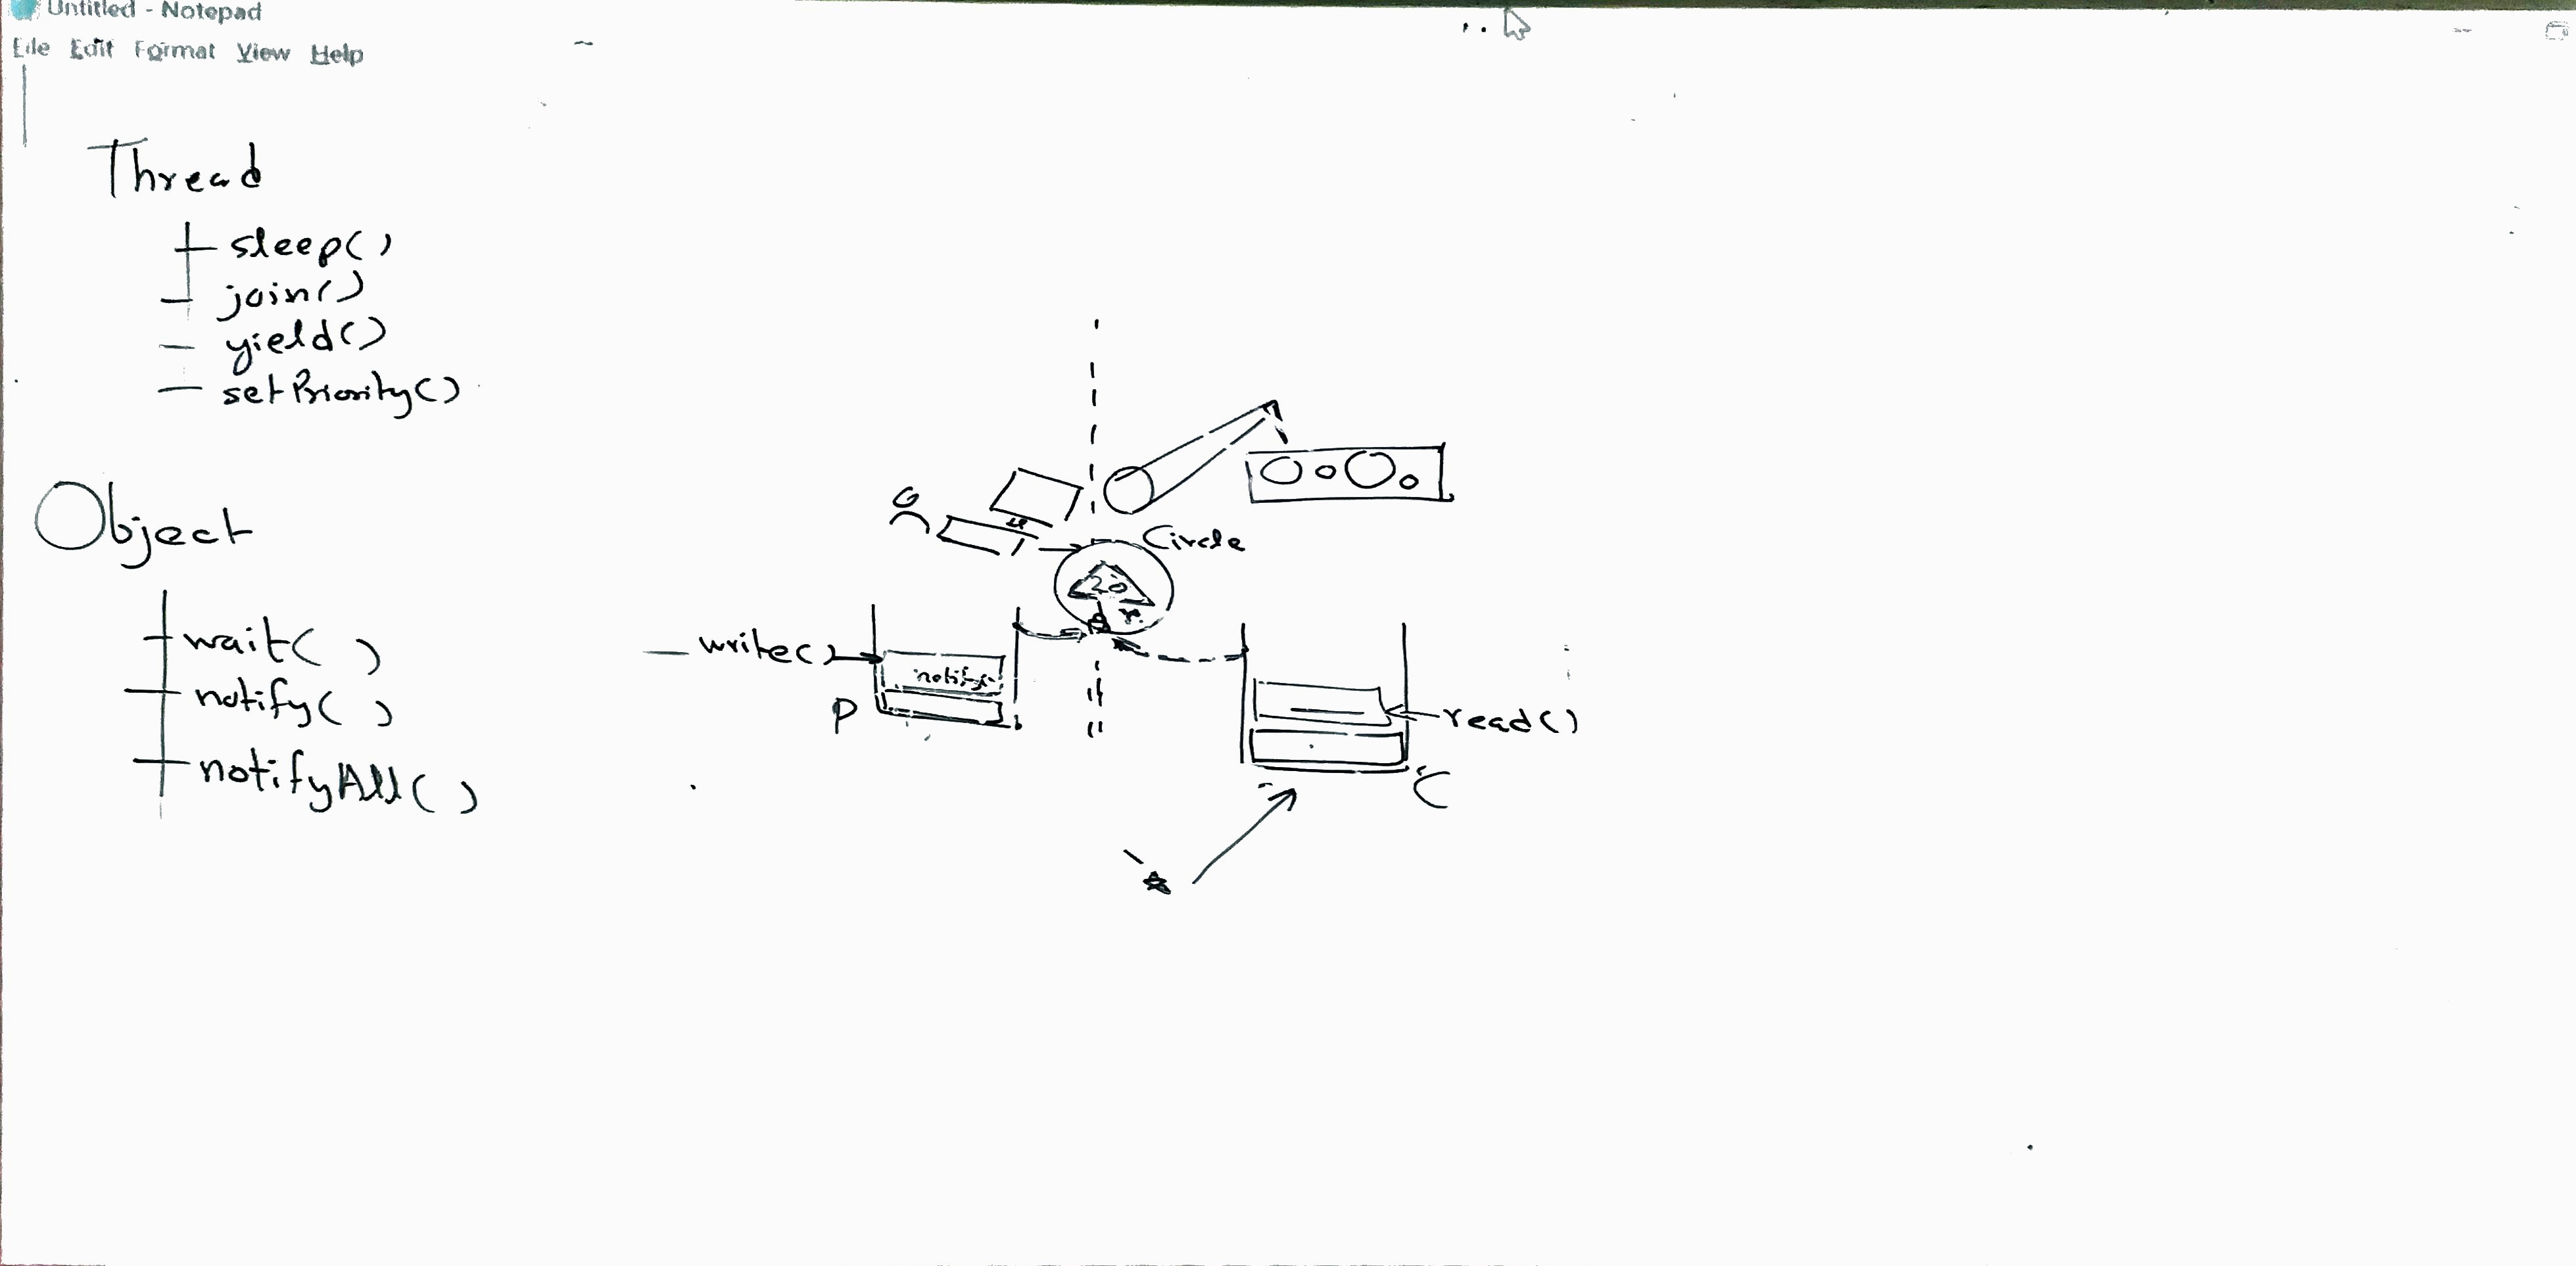 Untitled - Notepad
File Edit Format View Help
Thread
sleep()
join()
yield()
setPriority()
Object
wait( )
notify( )
notifyAll( )
Circle
20
r
write()
notify
P
read()
C